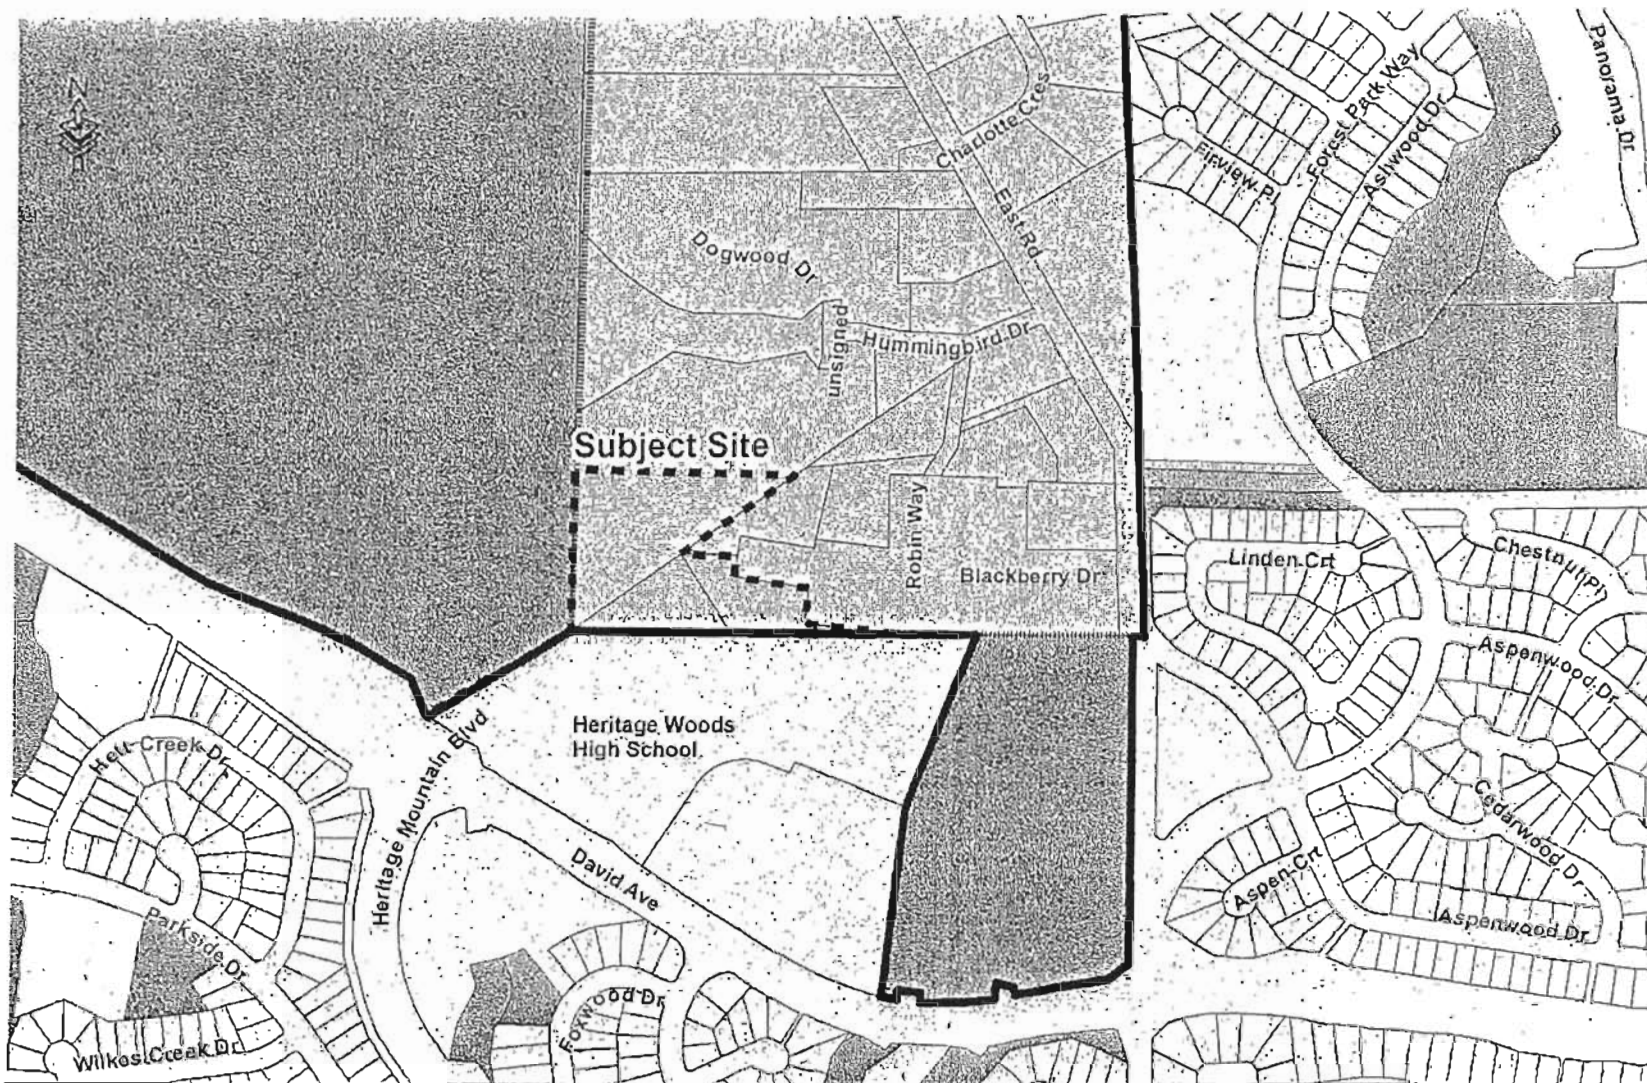 N
Panorama Dr
Forest Park Way
Ashwood Dr
Firview Pl
Charlotte Cres
East Rd
Dogwood Dr
unsigned
Hummingbird Dr
Subject Site
Robin Way
Blackberry Dr
Linden Crt
Chestnut Pl
Aspenwood Dr
Heritage Woods
High School
Heritage Mountain Blvd
Hett Creek Dr
David Ave
Cedarwood Dr
Aspen Crt
Aspenwood Dr
Parkside Dr
Foxwood Dr
Wilkes Creek Dr